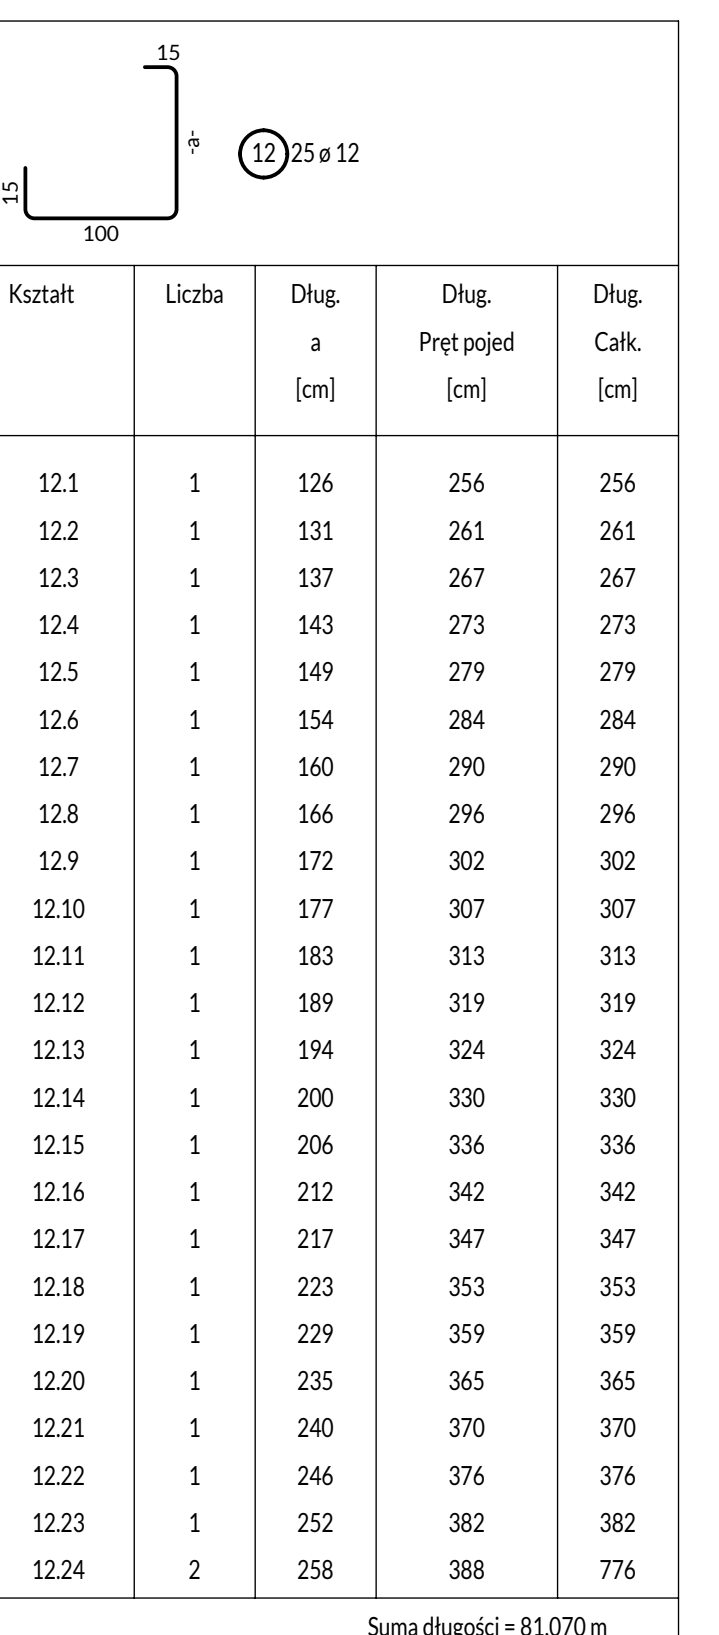 15
-a-
12 25 ø 12
15
100
Kształt Liczba Dług. Dług. Dług.
a Pręt pojed Całk.
[cm] [cm] [cm]
12.1 1 126 256 256
12.2 1 131 261 261
12.3 1 137 267 267
12.4 1 143 273 273
12.5 1 149 279 279
12.6 1 154 284 284
12.7 1 160 290 290
12.8 1 166 296 296
12.9 1 172 302 302
12.10 1 177 307 307
12.11 1 183 313 313
12.12 1 189 319 319
12.13 1 194 324 324
12.14 1 200 330 330
12.15 1 206 336 336
12.16 1 212 342 342
12.17 1 217 347 347
12.18 1 223 353 353
12.19 1 229 359 359
12.20 1 235 365 365
12.21 1 240 370 370
12.22 1 246 376 376
12.23 1 252 382 382
12.24 2 258 388 776
Suma długości = 81.070 m